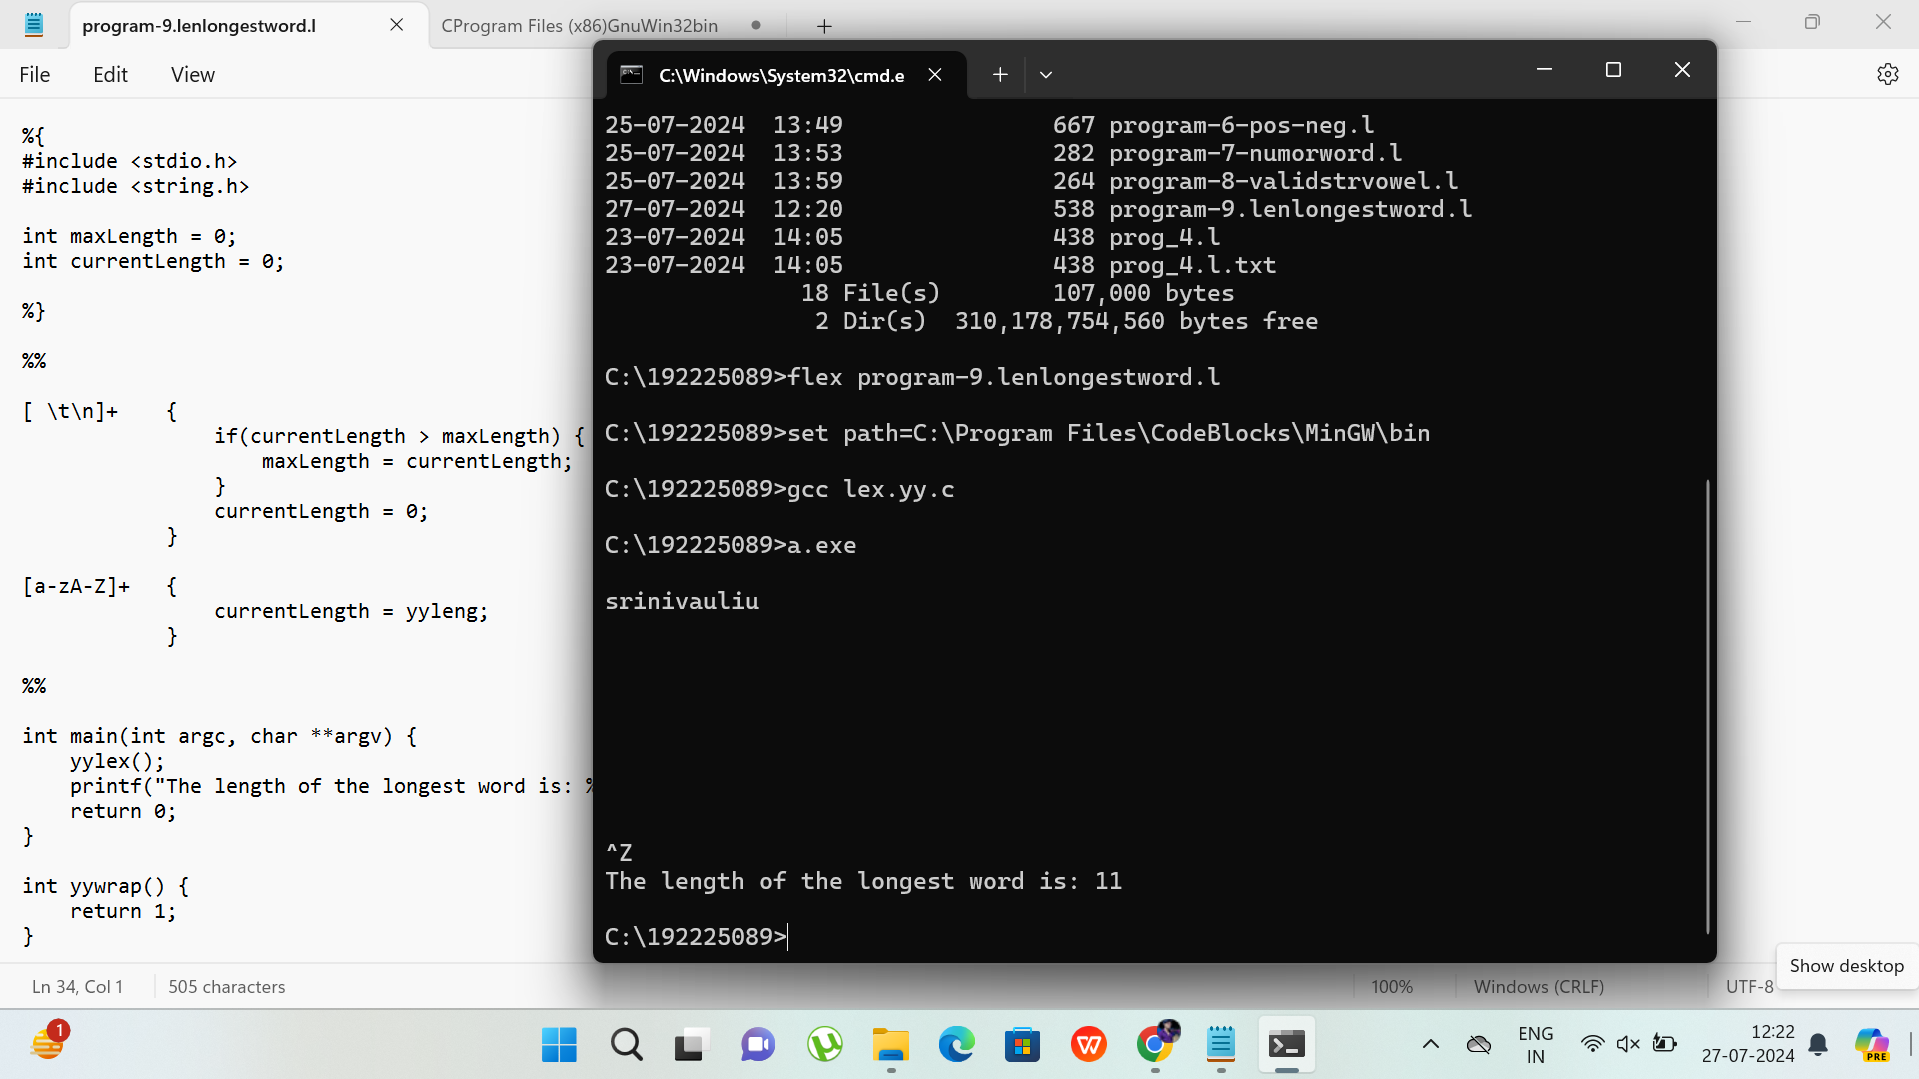 program-9.lenlongestword.l
CProgram Files (x86)GnuWin32bin
File
Edit
View
%{
#include <stdio.h>
#include <string.h>
int maxLength = 0;
int currentLength = 0;
%}
%%
[ \t\n]+    {
if(currentLength > maxLength) {
maxLength = currentLength;
}
currentLength = 0;
}
[a-zA-Z]+   {
currentLength = yyleng;
}
%%
int main(int argc, char **argv) {
yylex();
printf("The length of the longest word is: %
return 0;
}
int yywrap() {
return 1;
}
Ln 34, Col 1
505 characters
100%
Windows (CRLF)
UTF-8
C:\Windows\System32\cmd.e
25-07-2024  13:49               667 program-6-pos-neg.l
25-07-2024  13:53               282 program-7-numorword.l
25-07-2024  13:59               264 program-8-validstrvowel.l
27-07-2024  12:20               538 program-9.lenlongestword.l
23-07-2024  14:05               438 prog_4.l
23-07-2024  14:05               438 prog_4.l.txt
18 File(s)        107,000 bytes
2 Dir(s)  310,178,754,560 bytes free
C:\192225089>flex program-9.lenlongestword.l
C:\192225089>set path=C:\Program Files\CodeBlocks\MinGW\bin
C:\192225089>gcc lex.yy.c
C:\192225089>a.exe
srinivauliu
^Z
The length of the longest word is: 11
C:\192225089>
Show desktop
1
ENG
IN
12:22
27-07-2024
PRE